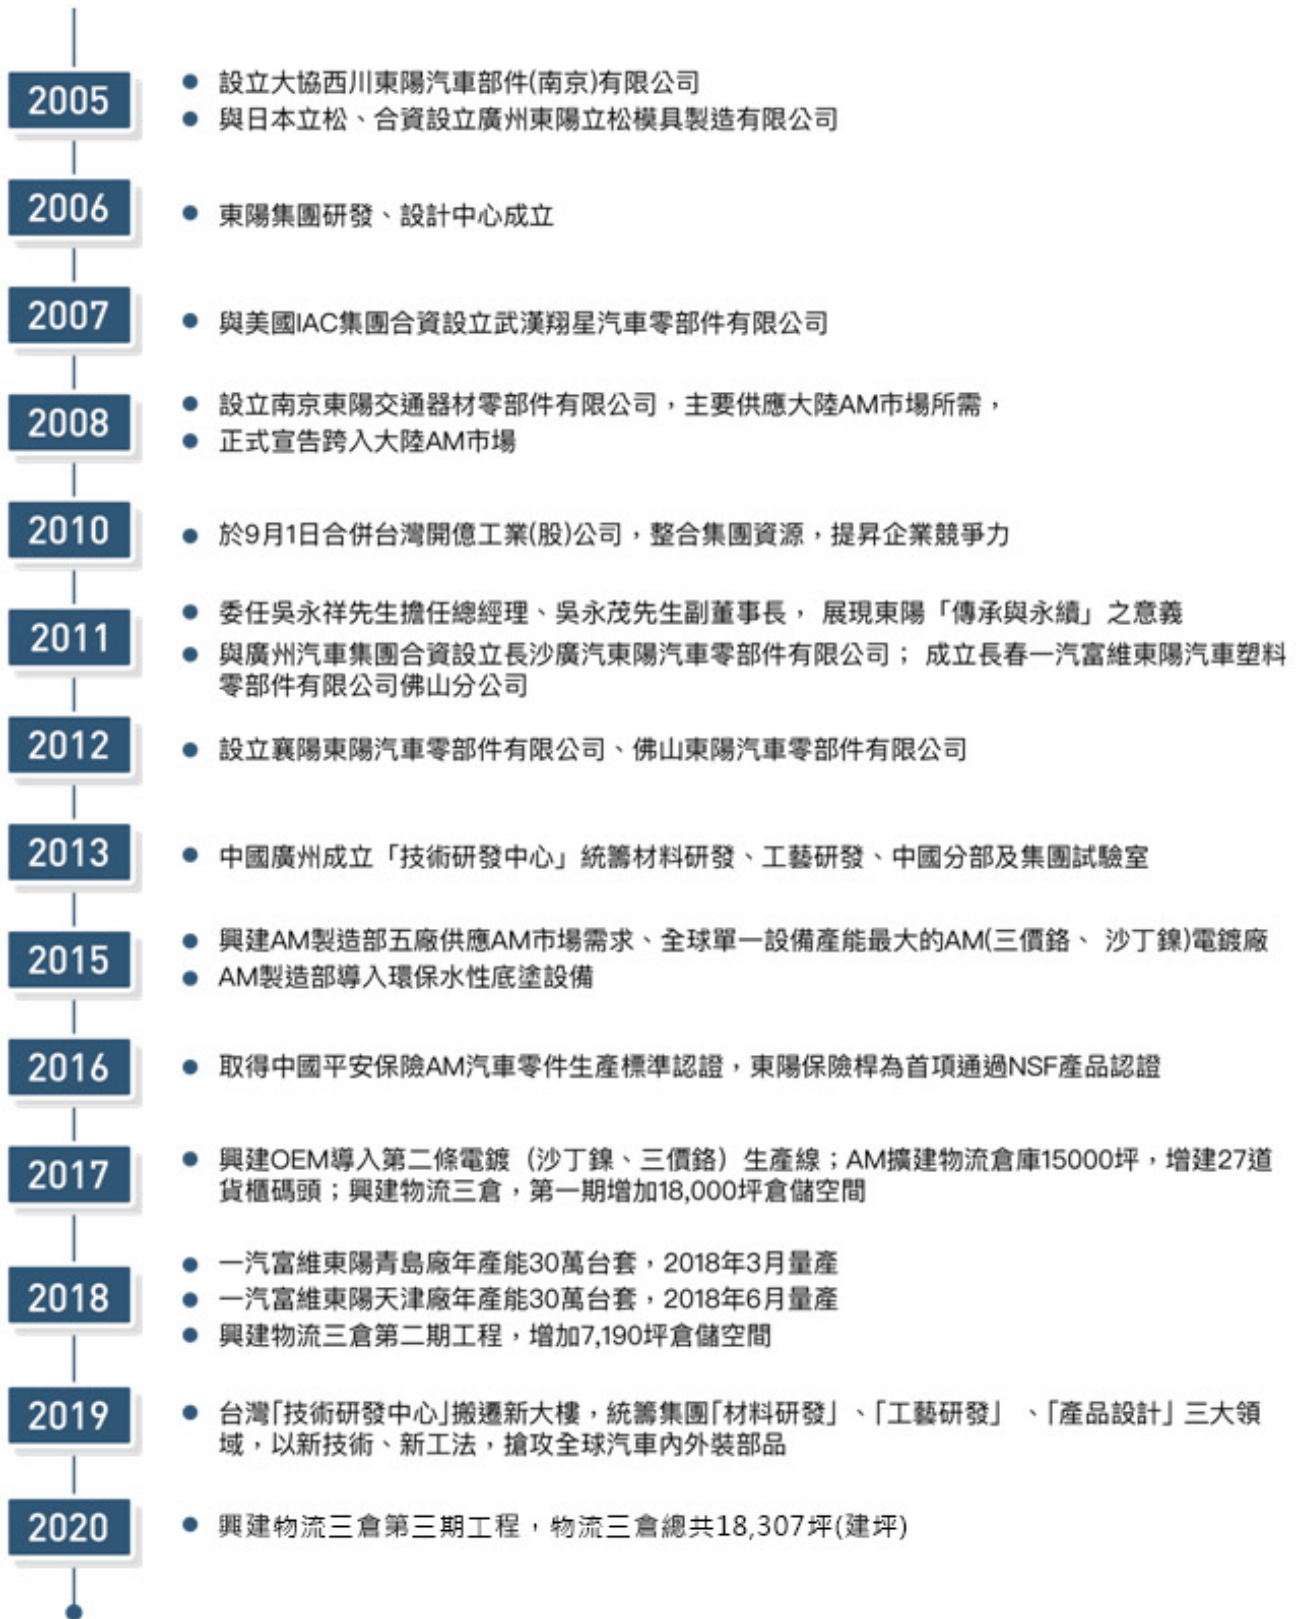 2005
設立大協西川東陽汽車部件(南京)有限公司
與日本立松、合資設立廣州東陽立松模具製造有限公司
2006
東陽集團研發、設計中心成立
2007
與美國IAC集團合資設立武漢翔星汽車零部件有限公司
2008
設立南京東陽交通器材零部件有限公司，主要供應大陸AM市場所需，
正式宣告跨入大陸AM市場
2010
於9月1日合併台灣開億工業(股)公司，整合集團資源，提昇企業競爭力
2011
委任吳永祥先生擔任總經理、吳永茂先生副董事長， 展現東陽「傳承與永續」之意義
與廣州汽車集團合資設立長沙廣汽東陽汽車零部件有限公司； 成立長春一汽富維東陽汽車塑料
零部件有限公司佛山分公司
2012
設立襄陽東陽汽車零部件有限公司、佛山東陽汽車零部件有限公司
2013
中國廣州成立「技術研發中心」統籌材料研發、工藝研發、中國分部及集團試驗室
2015
興建AM製造部五廠供應AM市場需求、全球單一設備產能最大的AM(三價鉻、 沙丁鎳)電鍍廠
AM製造部導入環保水性底塗設備
2016
取得中國平安保險AM汽車零件生產標準認證，東陽保險桿為首項通過NSF產品認證
2017
興建OEM導入第二條電鍍（沙丁鎳、三價鉻）生產線；AM擴建物流倉庫15000坪，增建27道
貨櫃碼頭；興建物流三倉，第一期增加18,000坪倉儲空間
2018
一汽富維東陽青島廠年產能30萬台套，2018年3月量產
一汽富維東陽天津廠年產能30萬台套，2018年6月量產
興建物流三倉第二期工程，增加7,190坪倉儲空間
2019
台灣「技術研發中心」搬遷新大樓，統籌集團「材料研發」、「工藝研發」 、「產品設計」三大領
域，以新技術、新工法，搶攻全球汽車內外裝部品
2020
興建物流三倉第三期工程，物流三倉總共18,307坪(建坪)